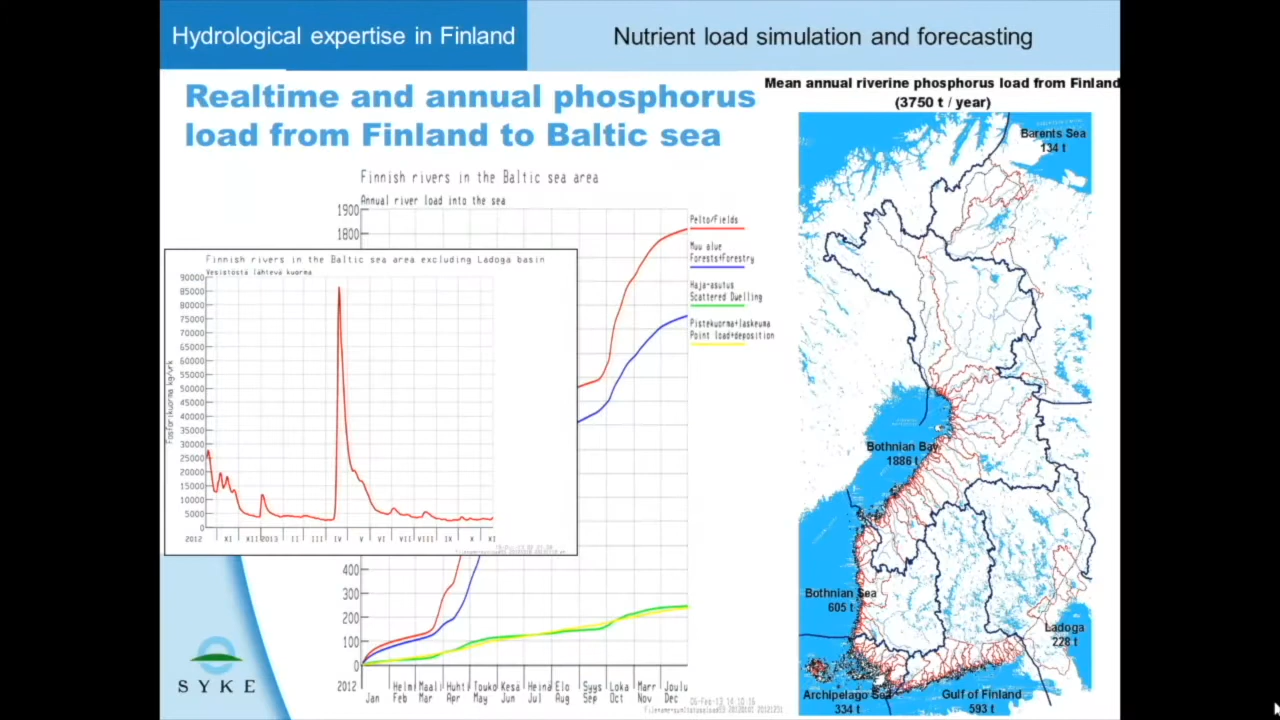 Hydrological expertise in Finland
Nutrient load simulation and forecasting
Realtime and annual phosphorus
load from Finland to Baltic sea
Finnish rivers in the Baltic sea area
Annual river load into the sea
1900
1800
Pelto/Fields
Muu alue
Forests+Forestry
Haja-asutus
Scattered Dwelling
Pistekuorma+laskeuma
Point load+deposition
Finnish rivers in the Baltic sea area excluding Ladoga basin
Vesistöstä lähtevä kuorma
90000
85000
80000
75000
70000
65000
60000
55000
50000
45000
40000
35000
30000
25000
20000
15000
10000
5000
0
Fosforikuorma kg/vrk
2012 XI XII 2013 II III IV V VI VII VIII IX X XI
400
300
200
100
0
2012
Helmi Maali Huhti Touko Kesä Heinä Elo Syys Loka Marr Joulu
Jan Feb Mar Apr May Jun Jul Aug Sep Oct Nov Dec
SYKE
Mean annual riverine phosphorus load from Finland
(3750 t / year)
Barents Sea
134 t
Bothnian Bay
1886 t
Bothnian Sea
605 t
Ladoga
228 t
Archipelago Sea
334 t
Gulf of Finland
593 t